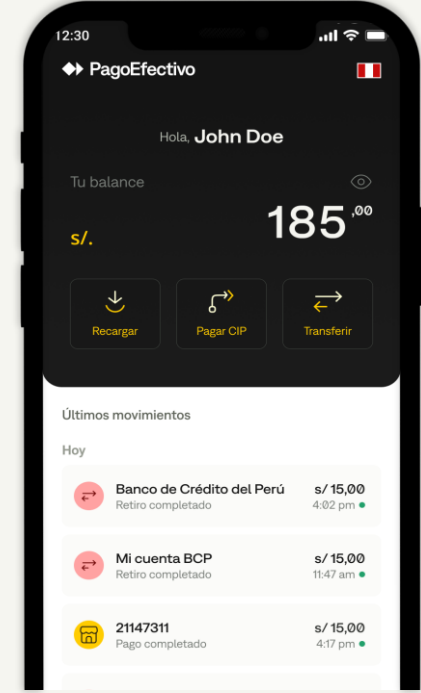 12:30
PagoEfectivo
Hola, John Doe
Tu balance
s/. 185,00
Recargar Pagar CIP Transferir
Últimos movimientos
Hoy
Banco de Crédito del Perú s/ 15,00
Retiro completado 4:02 pm
Mi cuenta BCP s/ 15,00
Retiro completado 11:47 am
21147311 s/ 15,00
Pago completado 4:17 pm